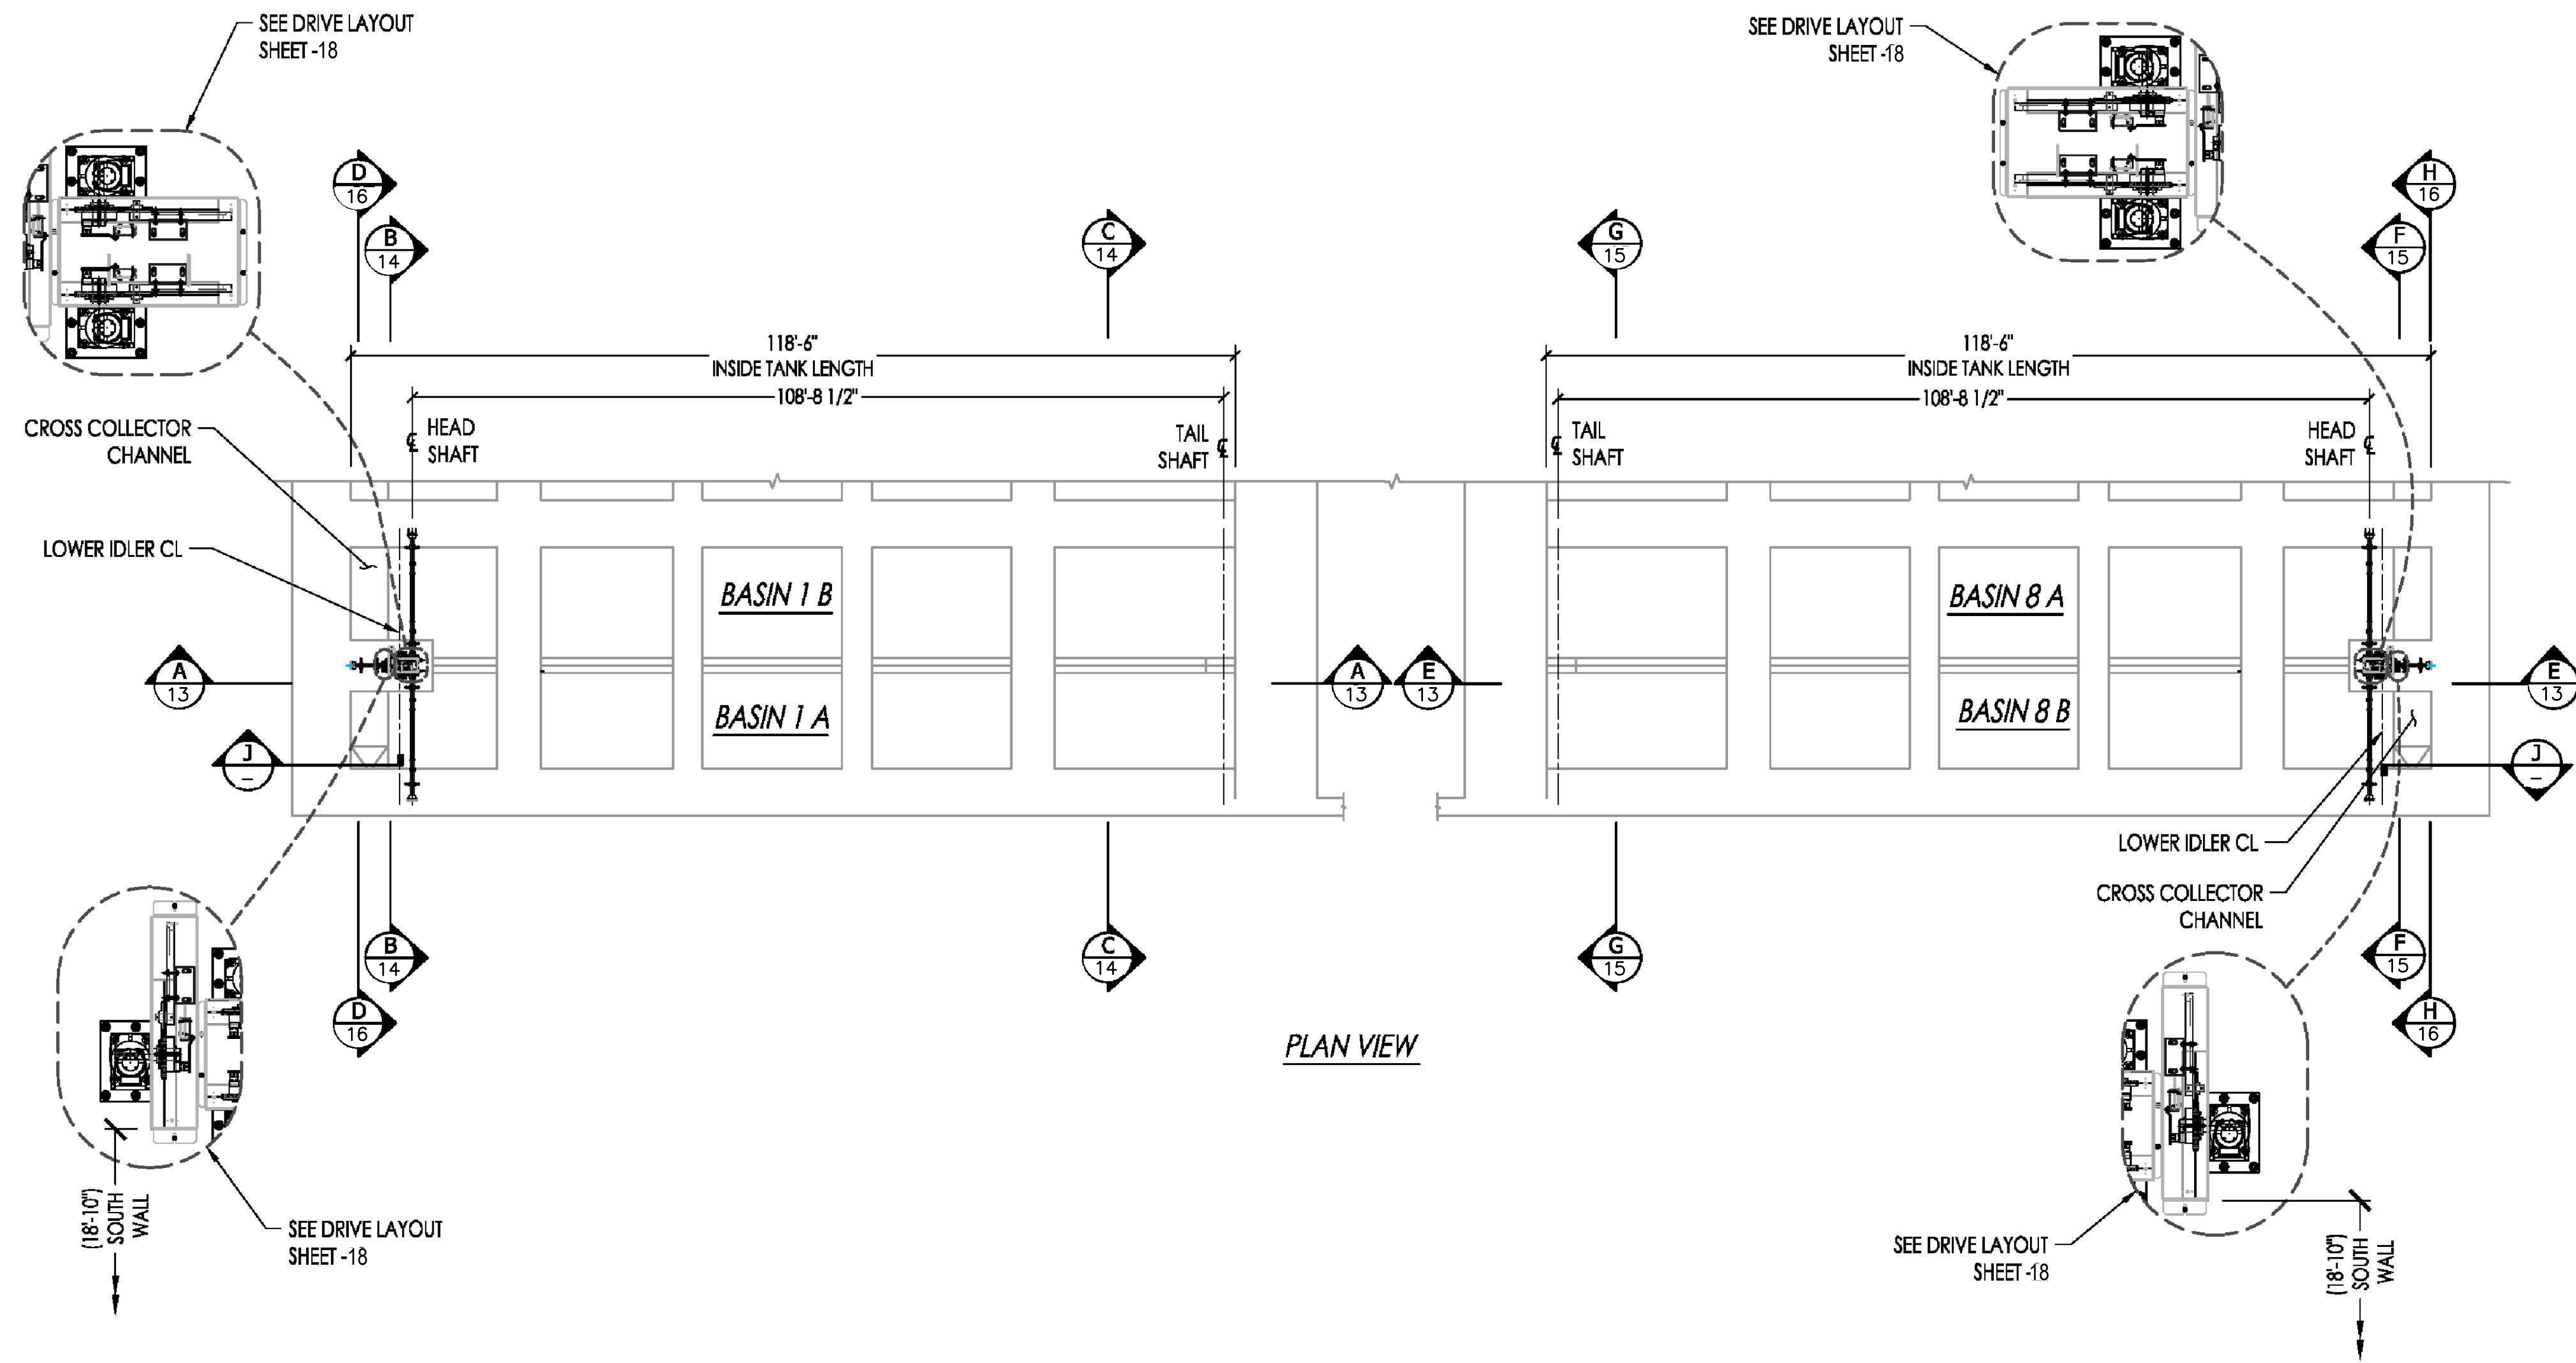 SEE DRIVE LAYOUT
SHEET -18
SEE DRIVE LAYOUT
SHEET -18
D
16
H
16
B
14
C
14
G
15
F
15
118'-6"
INSIDE TANK LENGTH
108'-8 1/2"
118'-6"
INSIDE TANK LENGTH
108'-8 1/2"
CROSS COLLECTOR
CHANNEL
℄ HEAD
SHAFT
TAIL
SHAFT ℄
℄ TAIL
SHAFT
HEAD
SHAFT ℄
LOWER IDLER CL
BASIN 1 B
BASIN 8 A
A
13
A
13
E
13
E
13
BASIN 1 A
BASIN 8 B
J
–
J
–
LOWER IDLER CL
CROSS COLLECTOR
CHANNEL
B
14
C
14
G
15
F
15
D
16
H
16
PLAN VIEW
(18'-10")
SOUTH
WALL
SEE DRIVE LAYOUT
SHEET -18
SEE DRIVE LAYOUT
SHEET -18
(18'-10")
SOUTH
WALL